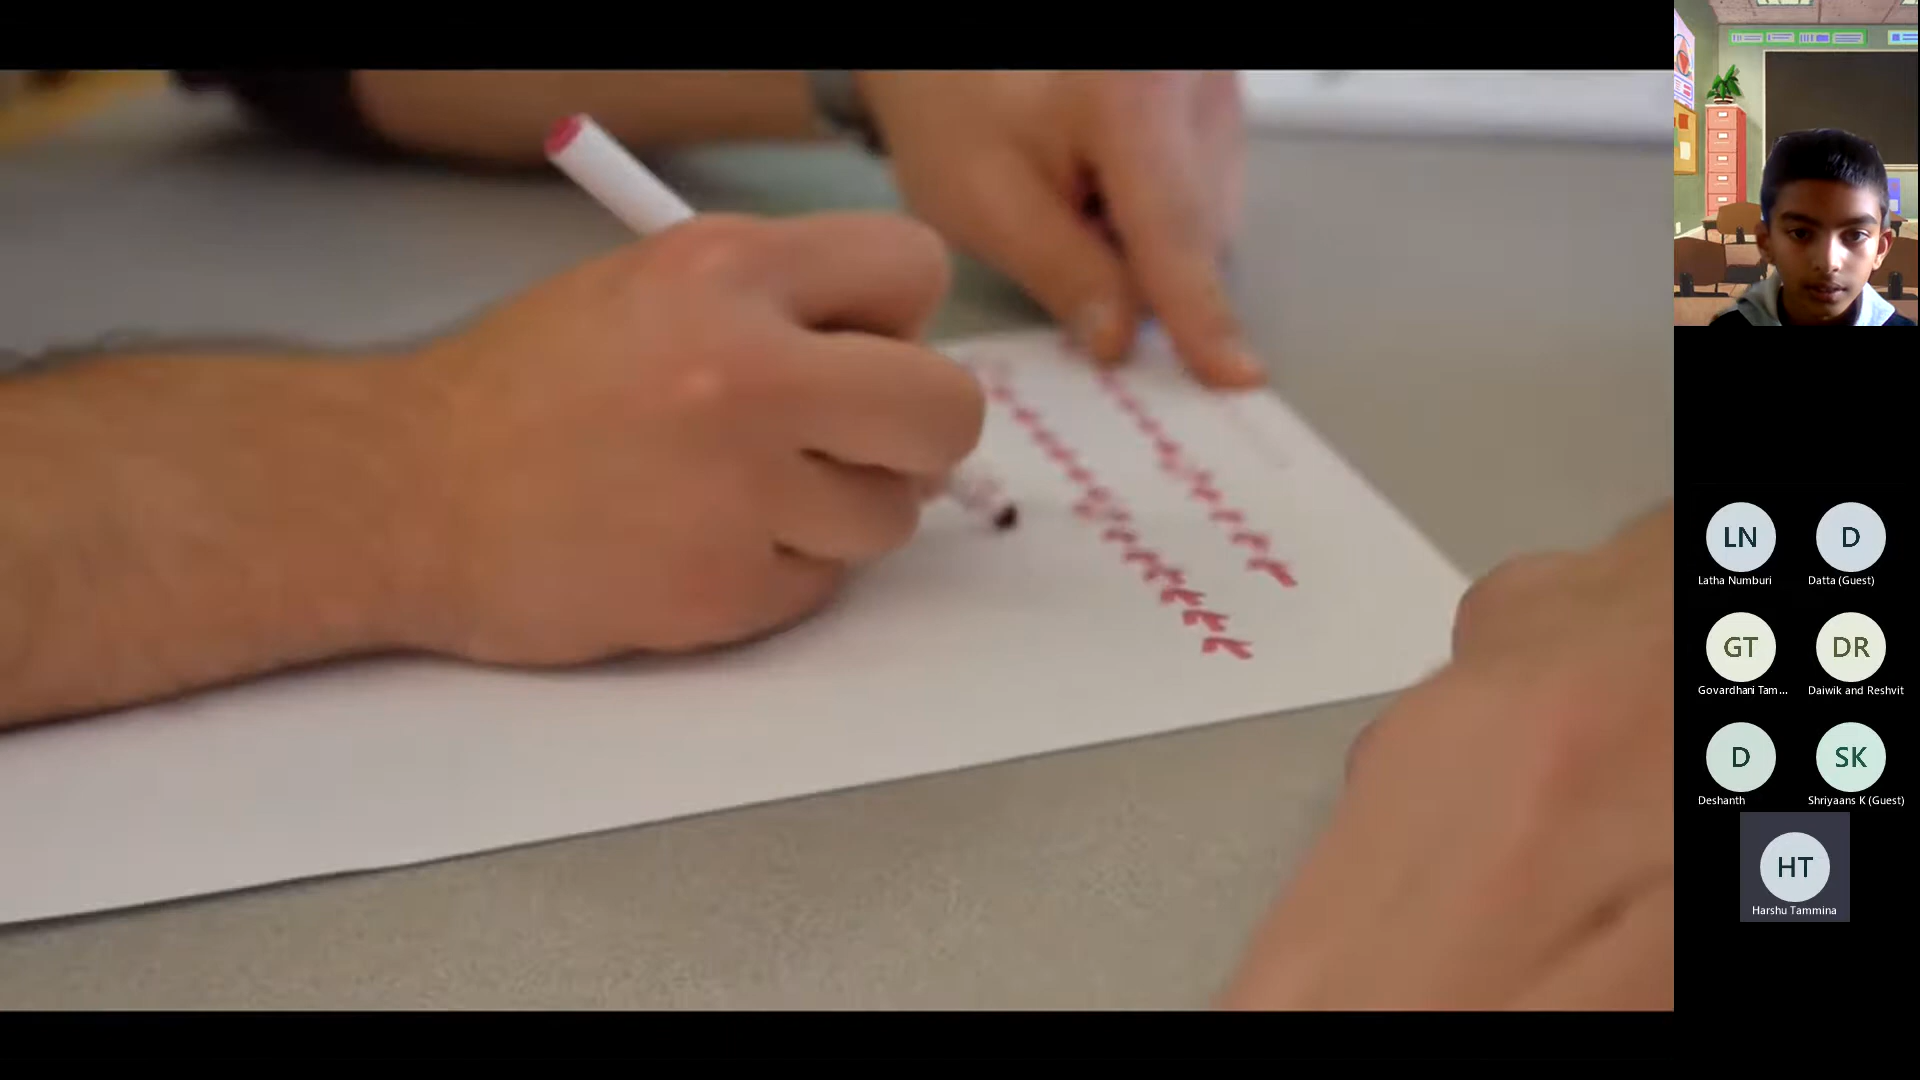 LN
D
Latha Numburi
Datta (Guest)
GT
DR
Govardhani Tam...
Daiwik and Reshvit
D
SK
Deshanth
Shriyaans K (Guest)
HT
Harshu Tammina